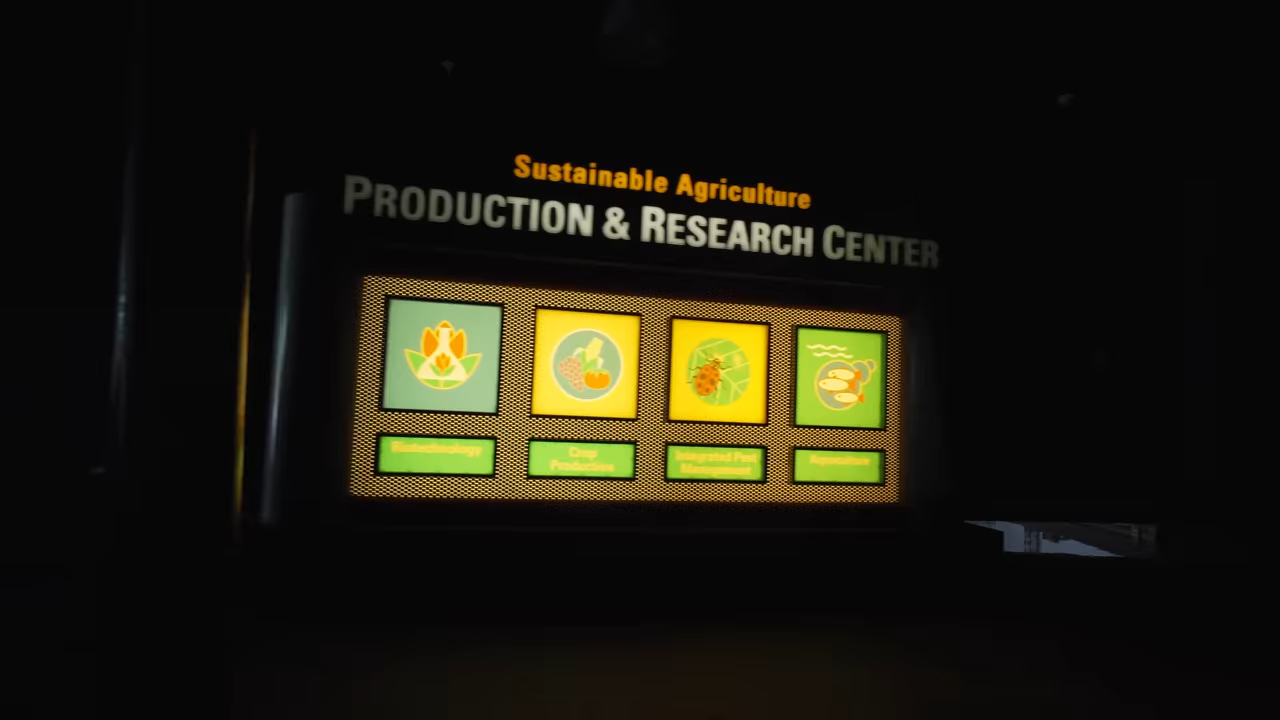 Sustainable Agriculture
PRODUCTION & RESEARCH CENTER
Biotechnology
Crop
Production
Integrated Pest
Management
Aquaculture